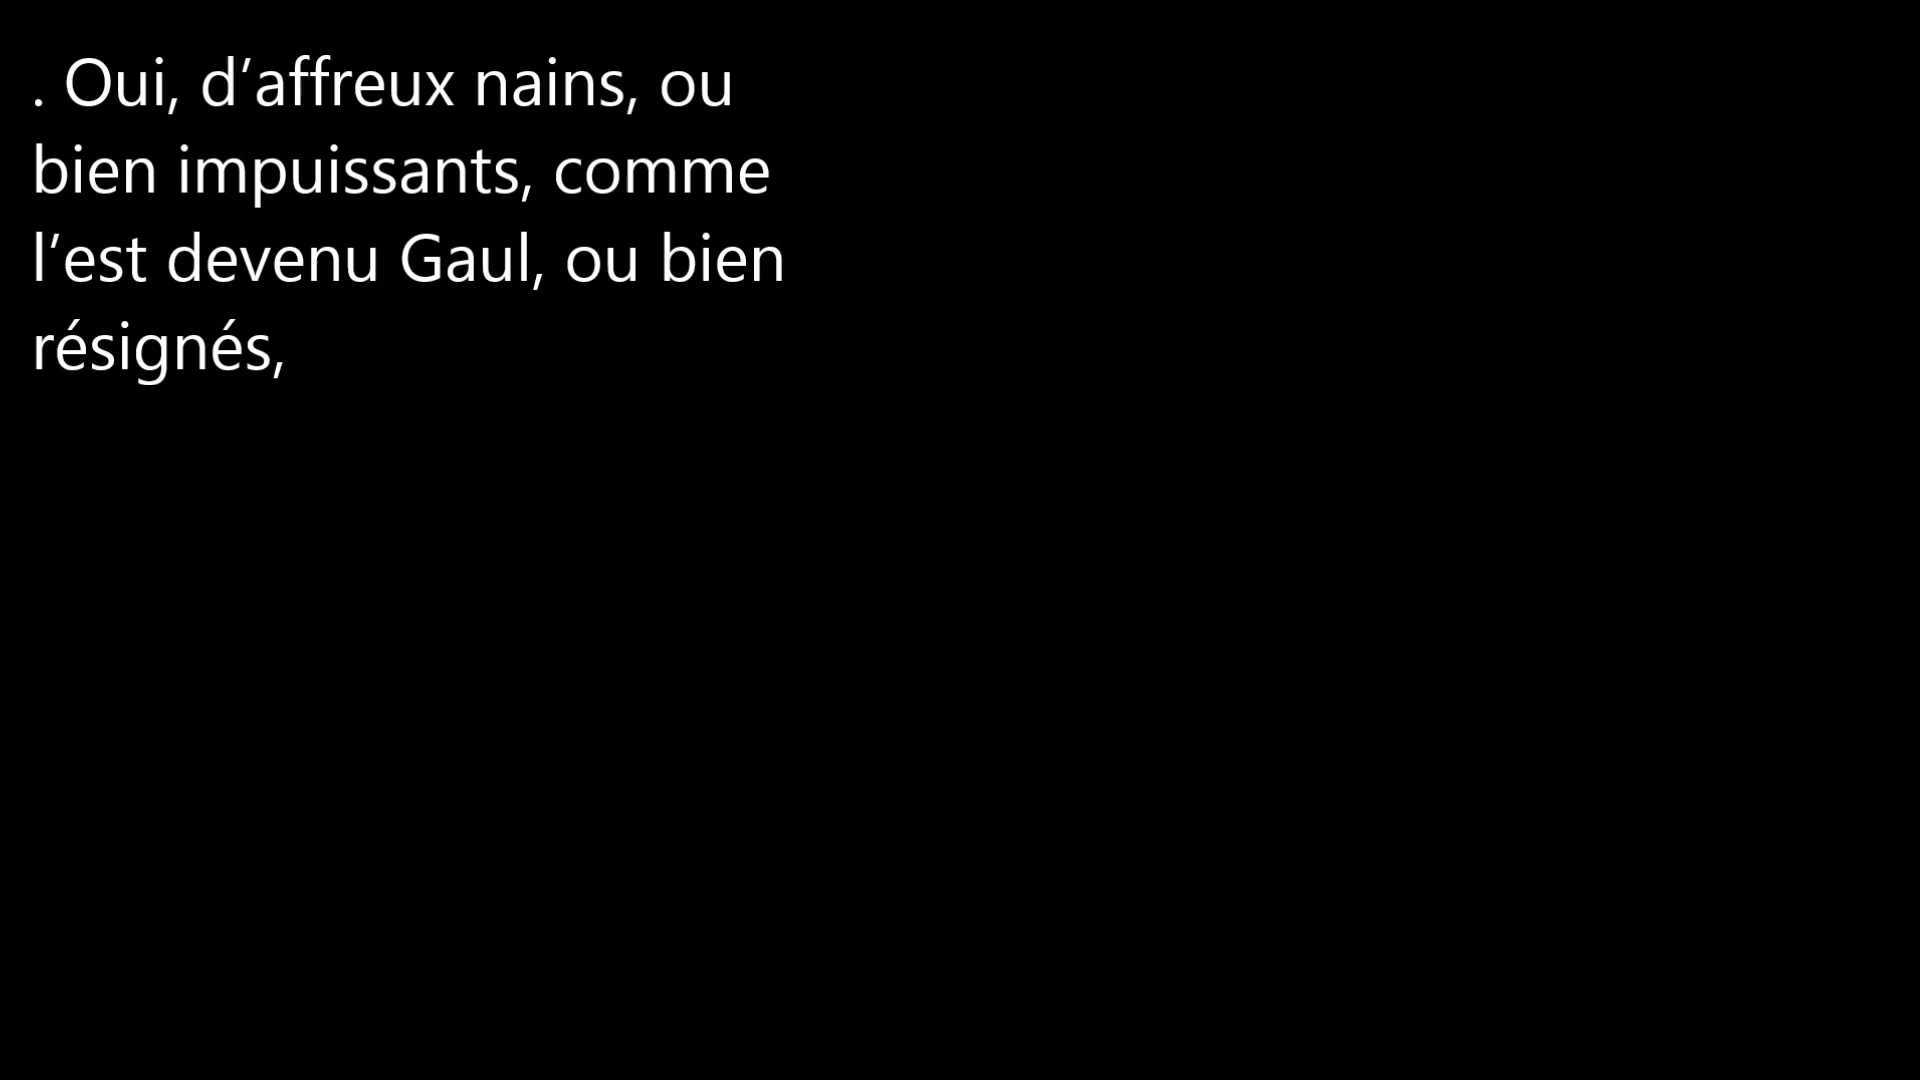 . Oui, d’affreux nains, ou
bien impuissants, comme
l’est devenu Gaul, ou bien
résignés,